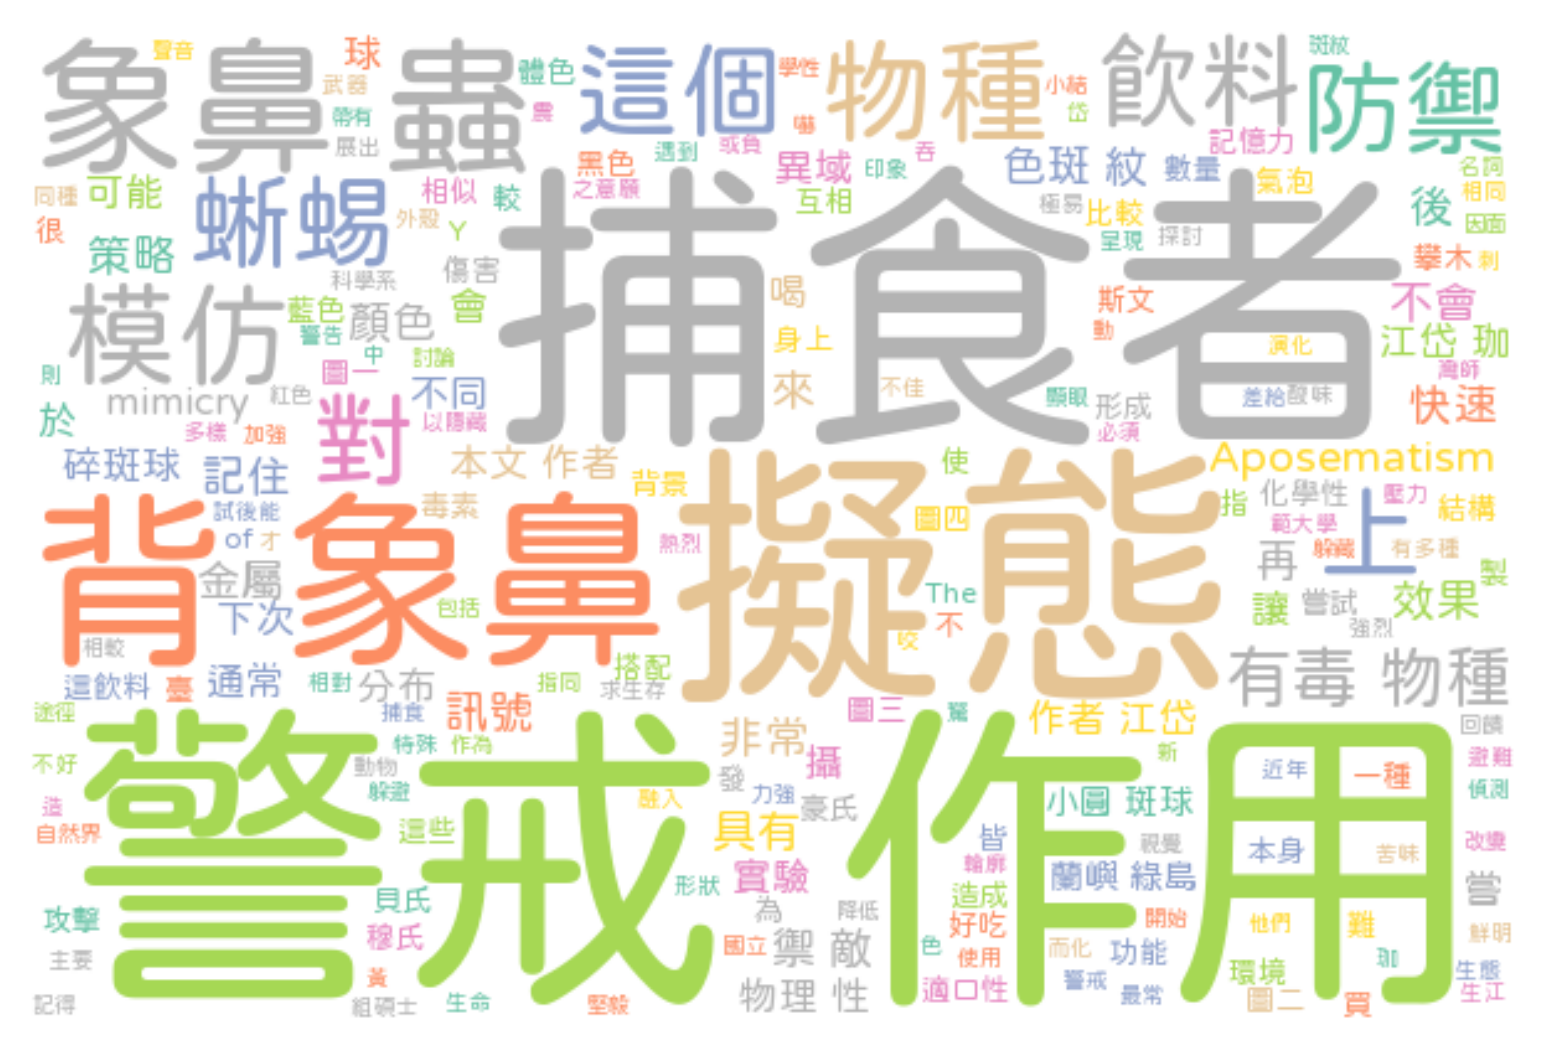 象鼻蟲
聲音
球
武器
帶有
展出
體色
震
這個
學性
嚇
物種
小結
岱
飲料
斑紋
防禦
記憶力
名詞
同種
可能
很
蜥蜴
相似
較
外殼
Y
黑色
遇到
或負
之意願
異域
印象
吞
互相
色斑 紋
數量
氣泡
極易
比較
呈現
探討
後
相同
因面
攀木
刺
策略
科學系
傷害
捕食者
模仿
藍色
警告
顏色
會
中
討論
圖一
喝
身上
來
不佳
斯文
動
不會
演化
江岱 珈
灣師
則
mimicry
紅色
不同
對
以隱藏
顯眼
形成
必須
差給
酸味
快速
於
多樣
加強
碎斑球
記住
本文 作者
背景
使
Aposematism
試後能
毒素
圖四
指
化學性
壓力
結構
範大學
上
背象鼻
of
才
熱烈
擬態
再
躲藏
有多種
金屬
製
下次
包括
The
不
咬
讓
嘗試
效果
強烈
相較
搭配
這飲料
臺
通常
相對
分布
指同
求生存
有毒 物種
途徑
捕食
訊號
圖三
驚
作者 江岱
回饋
不好
特殊
作為
動物
躲避
非常
攝
發
新
近年
一種
避難
偵測
警戒作用
造
自然界
這些
融入
力強
豪氏
具有
小圓 斑球
皆
視覺
本身
苦味
改變
輪廓
蘭嶼 綠島
形狀
實驗
嘗
攻擊
貝氏
為
降低
造成
好吃
開始
他們
難
鮮明
穆氏
主要
國立
禦 敵
色
使用
而化
功能
珈
黃
環境
生態
警戒
記得
組碩士
生命
堅毅
物理 性
適口性
最常
圖二
買
生江